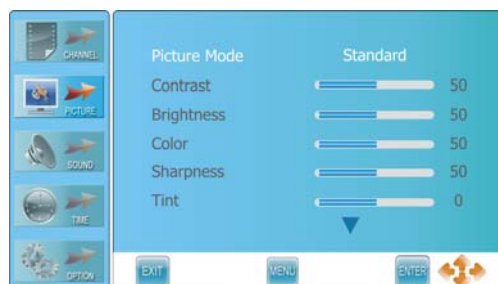 CHANNEL
PICTURE
SOUND
TIME
OPTION
Picture Mode Standard
Contrast 50
Brightness 50
Color 50
Sharpness 50
Tint 0
EXIT MENU ENTER